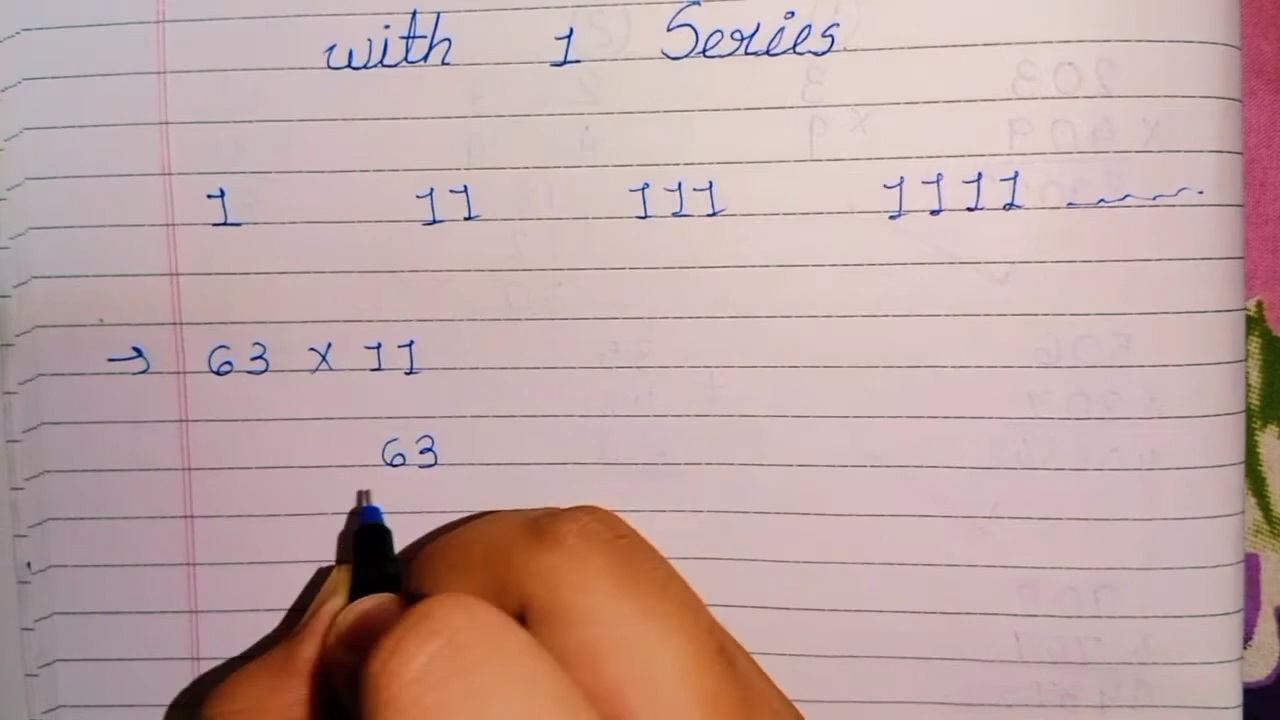 with 1 Series
1 11 111 1111
→ 63 x 11
63